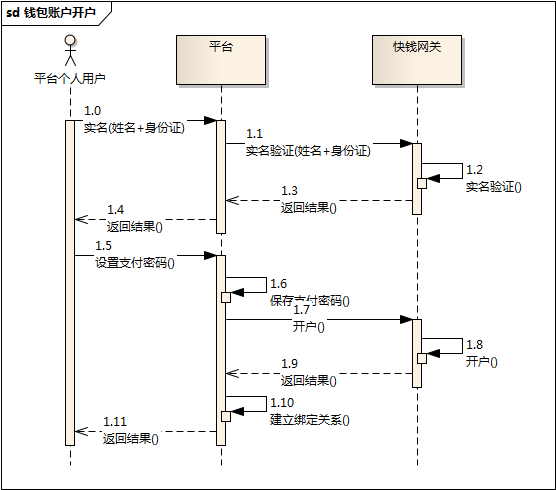 sd 钱包账户开户
平台个人用户
平台
快钱网关
1.0
实名(姓名+身份证)
1.1
实名验证(姓名+身份证)
1.2
实名验证()
1.3
返回结果()
1.4
返回结果()
1.5
设置支付密码()
1.6
保存支付密码()
1.7
开户()
1.8
开户()
1.9
返回结果()
1.10
建立绑定关系()
1.11
返回结果()